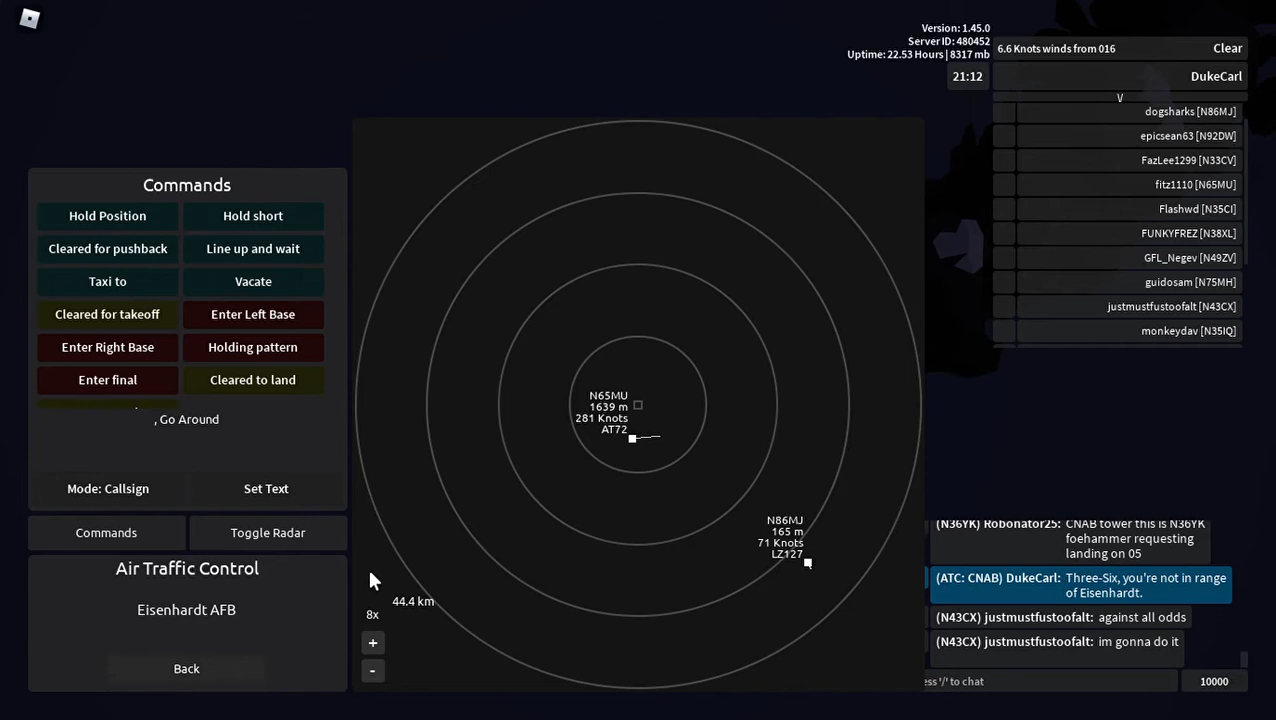 Version: 1.45.0
Server ID: 480452
Uptime: 22.53 Hours | 8317 mb
21:12
6.6 Knots winds from 016
Clear
DukeCarl
V
dogsharks [N86MJ]
epicsean63 [N92DW]
FazLee1299 [N33CV]
fitz1110 [N65MU]
Flashwd [N35CI]
FUNKYFREZ [N38XL]
GFL_Negev [N49ZV]
guidosam [N75MH]
justmustfustoofalt [N43CX]
monkeydav [N35IQ]
Commands
Hold Position
Hold short
Cleared for pushback
Line up and wait
Taxi to
Vacate
Cleared for takeoff
Enter Left Base
Enter Right Base
Holding pattern
Enter final
Cleared to land
, Go Around
Mode: Callsign
Set Text
Commands
Toggle Radar
Air Traffic Control
Eisenhardt AFB
Back
N65MU
1639 m
281 Knots
AT72
N86MJ
165 m
71 Knots
LZ127
44.4 km
8x
+
-
(N36YK) Robonator25: CNAB tower this is N36YK
foehammer requesting
landing on 05
(ATC: CNAB) DukeCarl: Three-Six, you're not in range
of Eisenhardt.
(N43CX) justmustfustoofalt: against all odds
(N43CX) justmustfustoofalt: im gonna do it
ess '/' to chat
10000